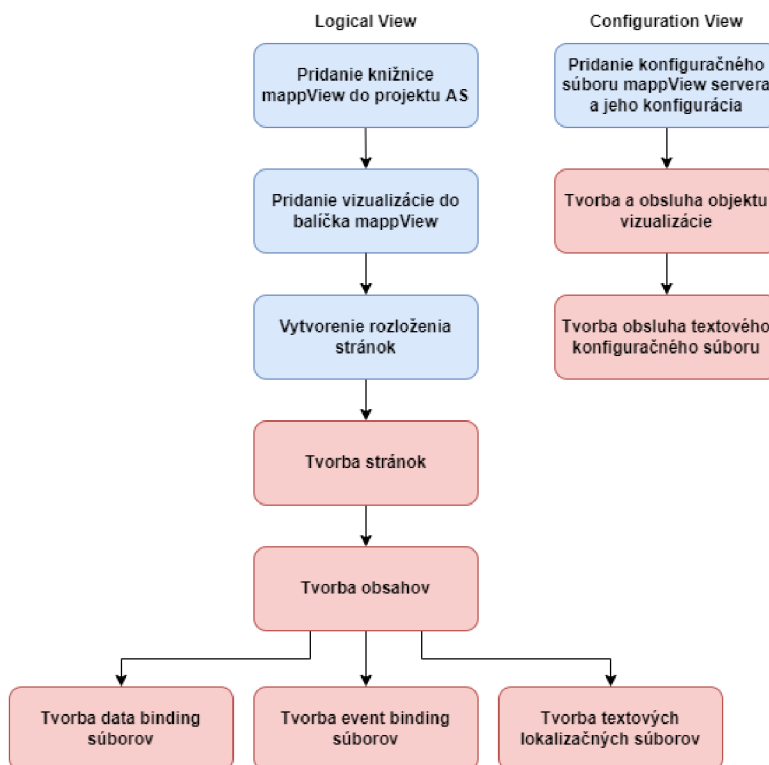 Logical View
Pridanie knižnice
mappView do projektu AS
Pridanie vizualizácie do
balíčka mappView
Vytvorenie rozloženia
stránok
Tvorba stránok
Tvorba obsahov
Tvorba data binding
súborov
Tvorba event binding
súborov
Tvorba textových
lokalizačných súborov
Configuration View
Pridanie konfiguračného
súboru mappView servera
a jeho konfigurácia
Tvorba a obsluha objektu
vizualizácie
Tvorba obsluha textového
konfiguračného súboru